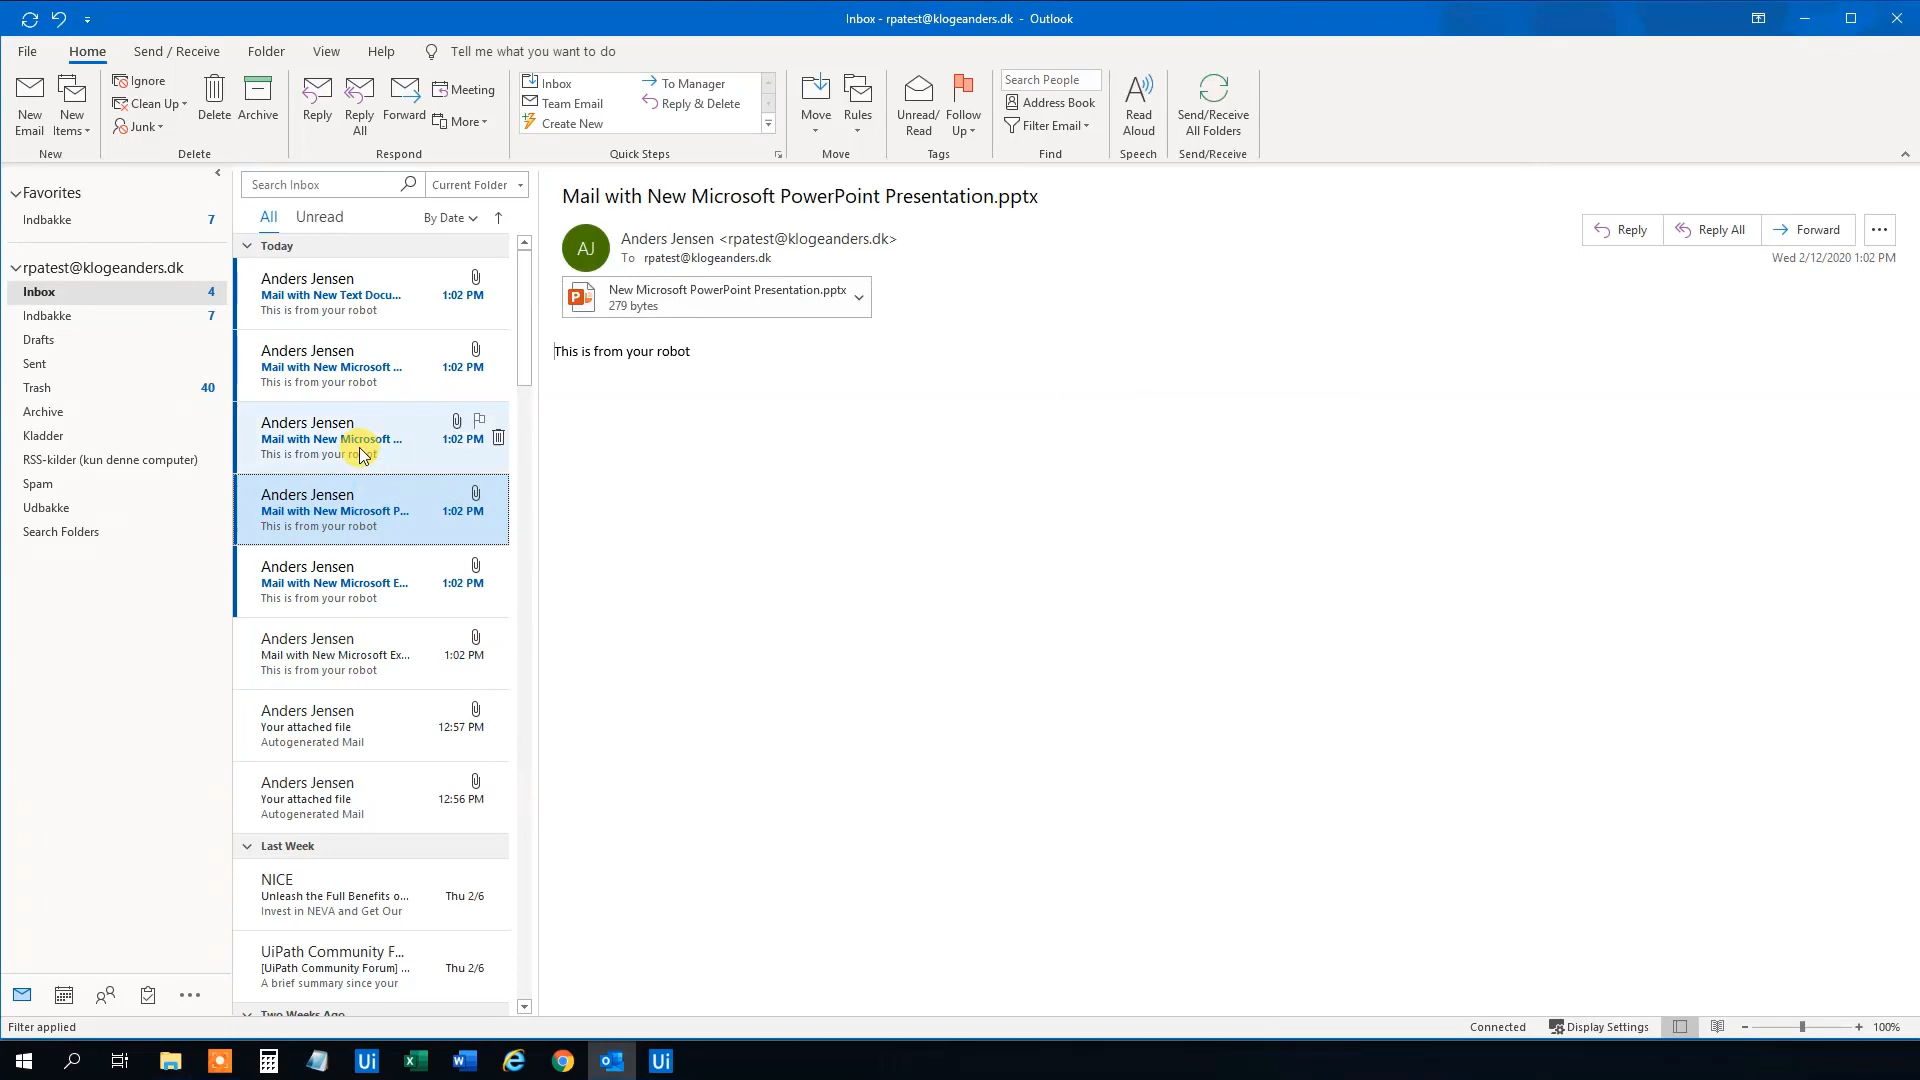 Inbox - rpatest@klogeanders.dk - Outlook
File Home Send / Receive Folder View Help Tell me what you want to do
New Email
New Items
New
Ignore
Clean Up
Junk
Delete
Archive
Delete
Reply
Reply All
Forward
Meeting
More
Respond
Inbox
Team Email
Create New
To Manager
Reply & Delete
Quick Steps
Move
Rules
Move
Unread/ Read
Follow Up
Tags
Search People
Address Book
Filter Email
Find
Read Aloud
Speech
Send/Receive All Folders
Send/Receive
Favorites
Indbakke 7
rpatest@klogeanders.dk
Inbox 4
Indbakke 7
Drafts
Sent
Trash 40
Archive
Kladder
RSS-kilder (kun denne computer)
Spam
Udbakke
Search Folders
Search Inbox Current Folder
All Unread By Date
Today
Anders Jensen
Mail with New Text Docu... 1:02 PM
This is from your robot
Anders Jensen
Mail with New Microsoft ... 1:02 PM
This is from your robot
Anders Jensen
Mail with New Microsoft ... 1:02 PM
This is from your robot
Anders Jensen
Mail with New Microsoft P... 1:02 PM
This is from your robot
Anders Jensen
Mail with New Microsoft E... 1:02 PM
This is from your robot
Anders Jensen
Mail with New Microsoft Ex... 1:02 PM
This is from your robot
Anders Jensen
Your attached file 12:57 PM
Autogenerated Mail
Anders Jensen
Your attached file 12:56 PM
Autogenerated Mail
Last Week
NICE
Unleash the Full Benefits o... Thu 2/6
Invest in NEVA and Get Our
UiPath Community F...
[UiPath Community Forum] ... Thu 2/6
A brief summary since your
Two Weeks Ago
Mail with New Microsoft PowerPoint Presentation.pptx
AJ
Anders Jensen <rpatest@klogeanders.dk>
To rpatest@klogeanders.dk
Reply Reply All Forward
Wed 2/12/2020 1:02 PM
New Microsoft PowerPoint Presentation.pptx
279 bytes
This is from your robot
Filter applied
Connected Display Settings 100%
Ui
Ui